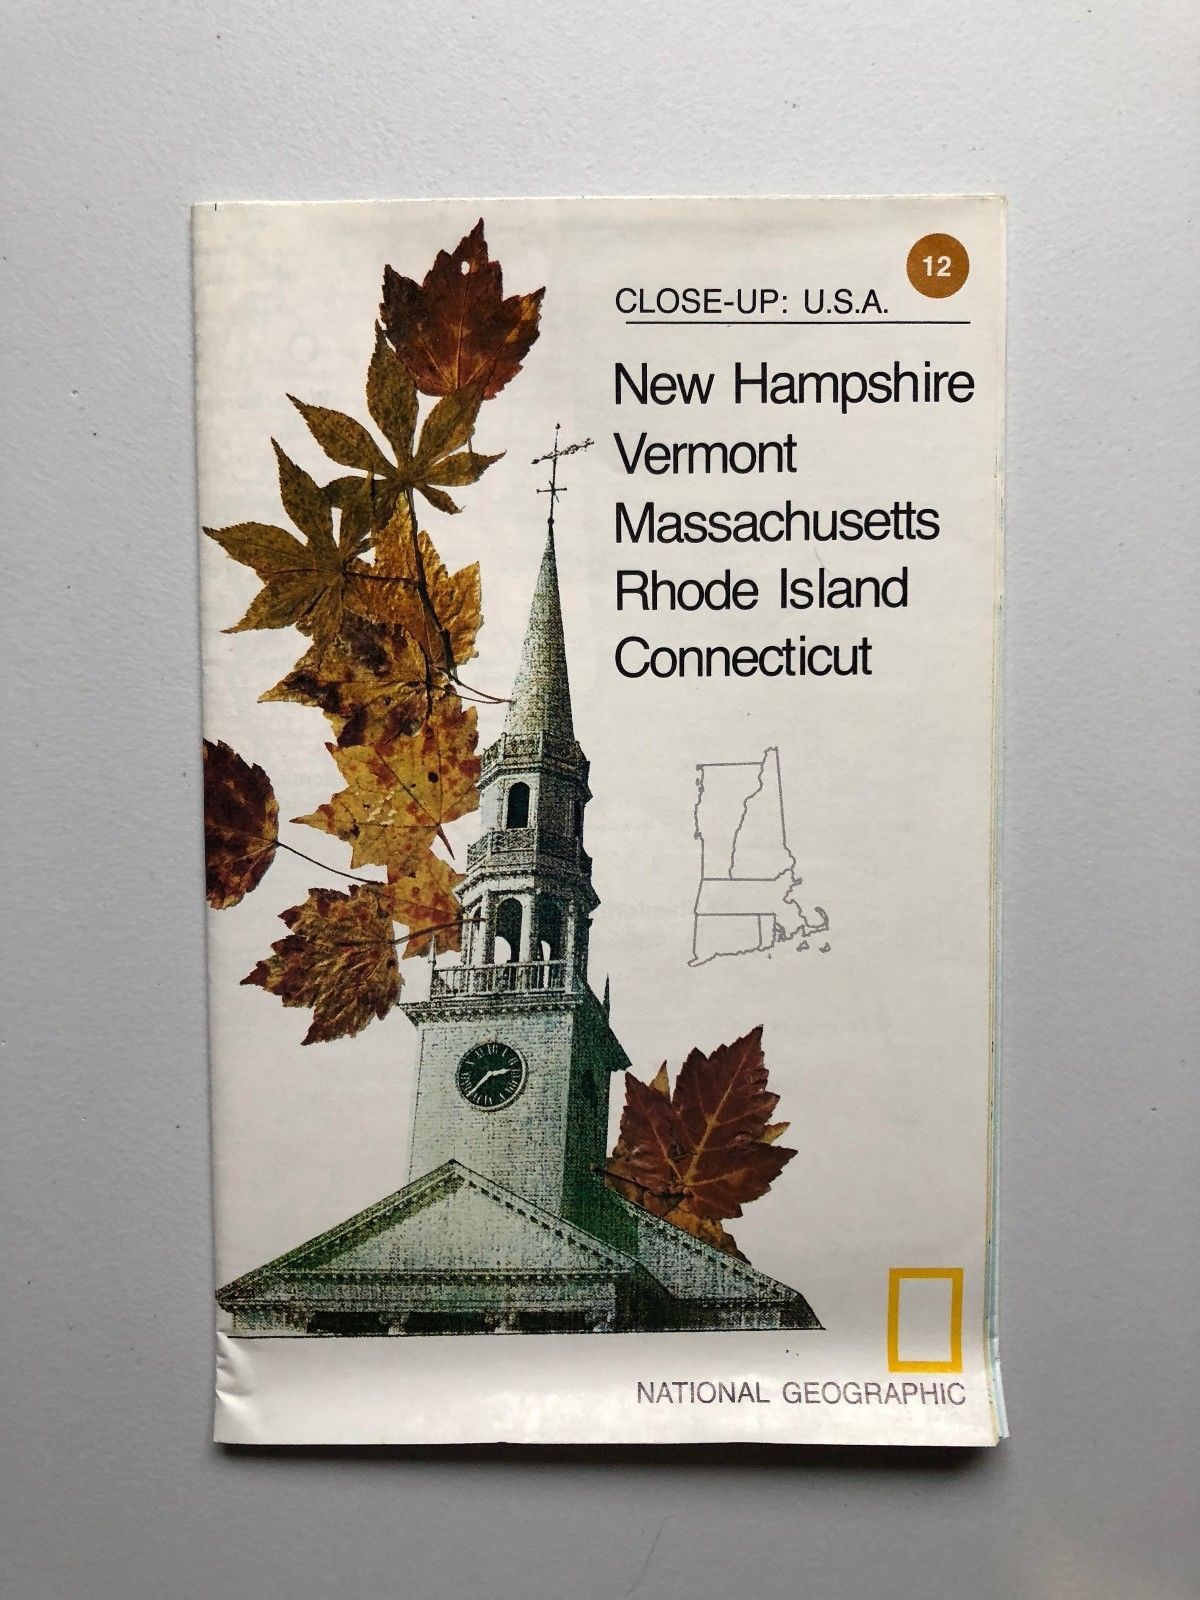 12
CLOSE-UP: U.S.A.
New Hampshire
Vermont
Massachusetts
Rhode Island
Connecticut
NATIONAL GEOGRAPHIC